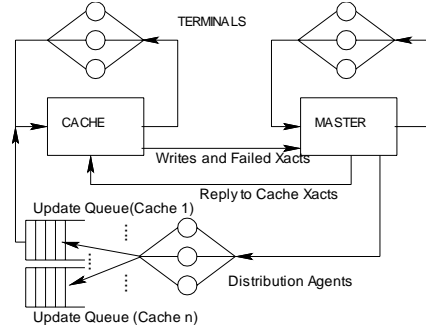 TERMINALS
CACHE
MASTER
Writes and Failed Xacts
Reply to Cache Xacts
Update Queue(Cache 1)
Distribution Agents
Update Queue (Cache n)